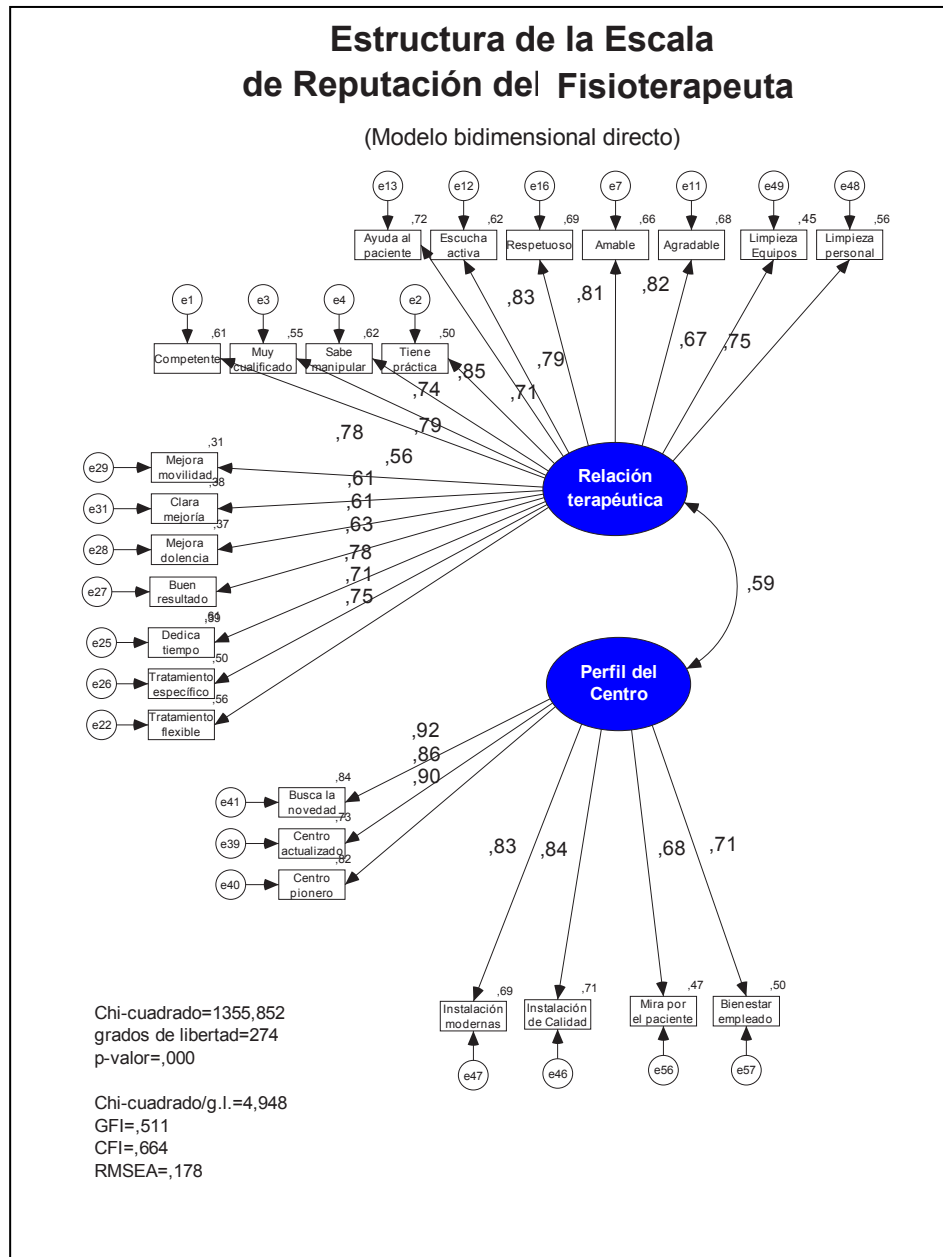 Estructura de la Escala
de Reputación del Fisioterapeuta
(Modelo bidimensional directo)
e13 e12 e16 e7 e11 e49 e48
,72 ,62 ,69 ,66 ,68 ,45 ,56
Ayuda al paciente
Escucha activa
Respetuoso
Amable
Agradable
Limpieza Equipos
Limpieza personal
e1 e3 e4 e2
,61 ,55 ,62 ,50
Competente
Muy cualificado
Sabe manipular
Tiene práctica
,83 ,81 ,82
,67 ,75
,79
,85
,71
,74
,79
,78
,56
,61
,61
,63
,78
,71
,75
e29
,31
Mejora movilidad
e31
,38
Clara mejoría
e28
,37
Mejora dolencia
e27
Buen resultado
e25
,61
Dedica tiempo
e26
,50
Tratamiento específico
e22
,56
Tratamiento flexible
Relación
terapéutica
,59
Perfil del
Centro
,92
,86
,90
e41
,84
Busca la novedad
e39
,73
Centro actualizado
e40
,82
Centro pionero
,83 ,84 ,68 ,71
,69 ,71 ,47 ,50
Instalación modernas
Instalación de Calidad
Mira por el paciente
Bienestar empleado
e47 e46 e56 e57
Chi-cuadrado=1355,852
grados de libertad=274
p-valor=,000
Chi-cuadrado/g.l.=4,948
GFI=,511
CFI=,664
RMSEA=,178